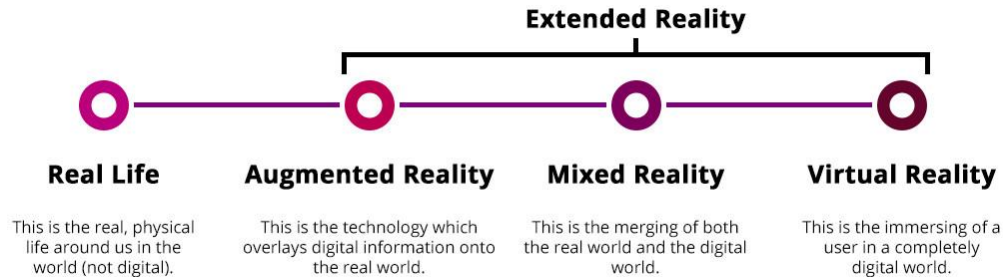 Extended Reality
Real Life
This is the real, physical
life around us in the
world (not digital).
Augmented Reality
This is the technology which
overlays digital information onto
the real world.
Mixed Reality
This is the merging of both
the real world and the digital
world.
Virtual Reality
This is the immersing of a
user in a completely
digital world.